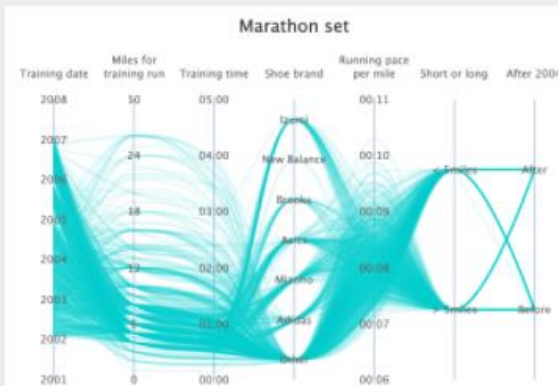 Marathon set
Training date
Miles for
training run
Training time
Shoe brand
Running pace
per mile
Short or long
After 2004
2008
2007
2006
2005
2004
2003
2002
2001
24
18
12
0
05:00
04:00
03:00
02:00
01:00
00:00
New Balance
Brooks
Asics
Mizuno
Adidas
Other
00:11
00:10
00:09
00:08
00:07
00:06
< 5miles
> 5miles
After
Before